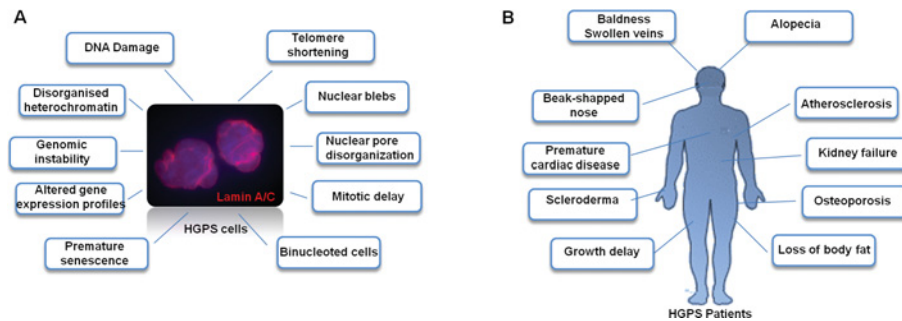 A
DNA Damage
Telomere
shortening
Disorganised
heterochromatin
Nuclear blebs
Genomic
instability
Nuclear pore
disorganization
Altered gene
expression profiles
Mitotic delay
Lamin A/C
HGPS cells
Premature
senescence
Binucleoted cells
B
Baldness
Swollen veins
Alopecia
Beak-shapped
nose
Atherosclerosis
Premature
cardiac disease
Kidney failure
Scleroderma
Osteoporosis
Growth delay
Loss of body fat
HGPS Patients